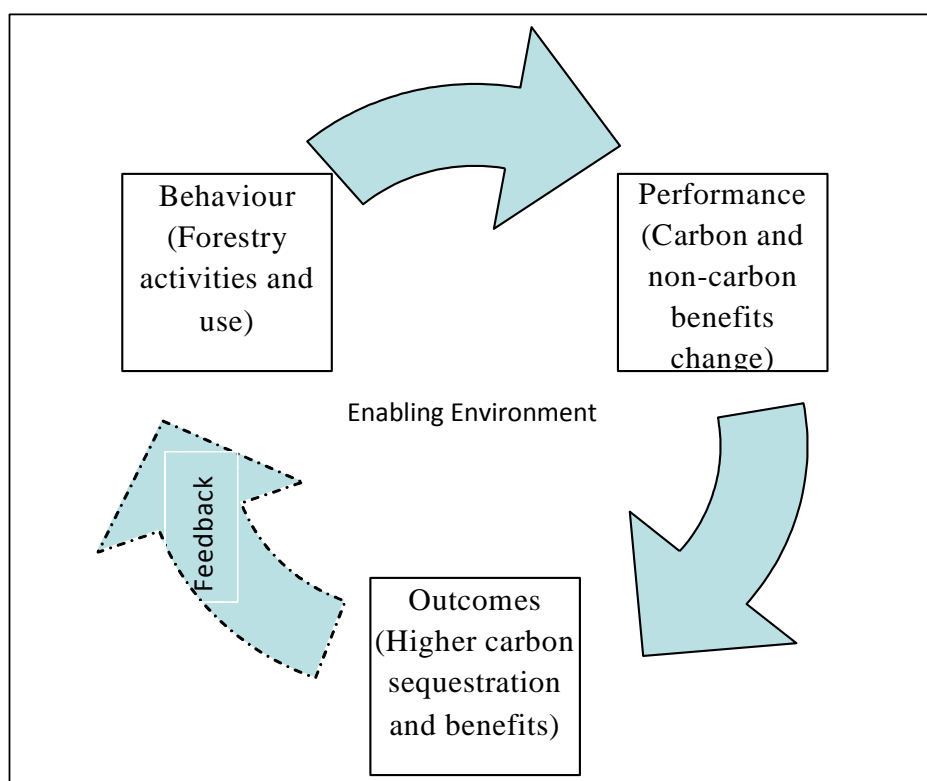 Behaviour
(Forestry
activities and
use)
Performance
(Carbon and
non-carbon
benefits
change)
Enabling Environment
Feedback
Outcomes
(Higher carbon
sequestration
and benefits)